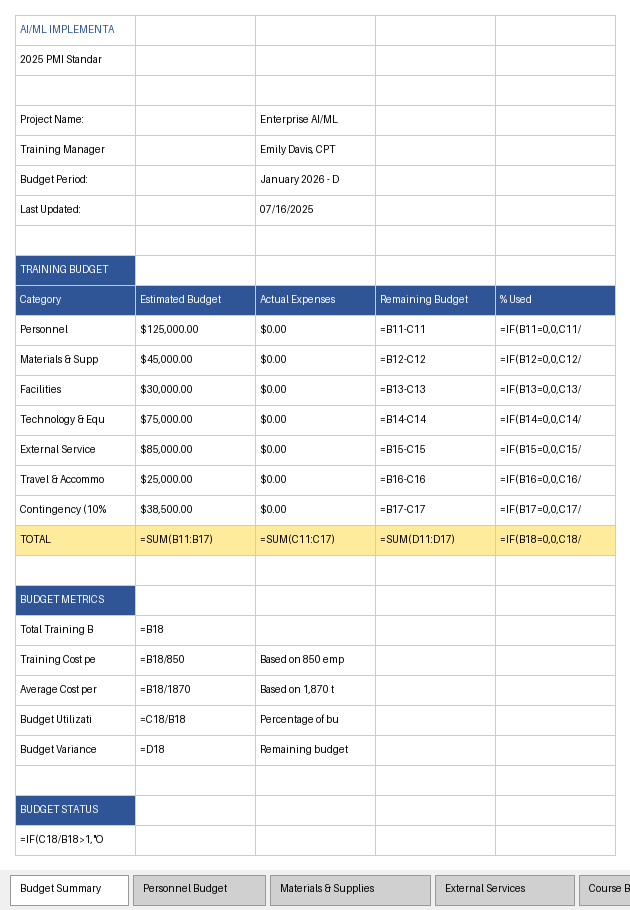 AI/ML IMPLEMENTA
2025 PMI Standar
Project Name: Enterprise AI/ML
Training Manager Emily Davis, CPT
Budget Period: January 2026 - D
Last Updated: 07/16/2025
TRAINING BUDGET
Category Estimated Budget Actual Expenses Remaining Budget % Used
Personnel $125,000.00 $0.00 =B11-C11 =IF(B11=0,0,C11/
Materials & Supp $45,000.00 $0.00 =B12-C12 =IF(B12=0,0,C12/
Facilities $30,000.00 $0.00 =B13-C13 =IF(B13=0,0,C13/
Technology & Equ $75,000.00 $0.00 =B14-C14 =IF(B14=0,0,C14/
External Service $85,000.00 $0.00 =B15-C15 =IF(B15=0,0,C15/
Travel & Accommo $25,000.00 $0.00 =B16-C16 =IF(B16=0,0,C16/
Contingency (10% $38,500.00 $0.00 =B17-C17 =IF(B17=0,0,C17/
TOTAL =SUM(B11:B17) =SUM(C11:C17) =SUM(D11:D17) =IF(B18=0,0,C18/
BUDGET METRICS
Total Training B =B18
Training Cost pe =B18/850 Based on 850 emp
Average Cost per =B18/1870 Based on 1,870 t
Budget Utilizati =C18/B18 Percentage of bu
Budget Variance =D18 Remaining budget
BUDGET STATUS
=IF(C18/B18>1,"O
Budget Summary Personnel Budget Materials & Supplies External Services Course B